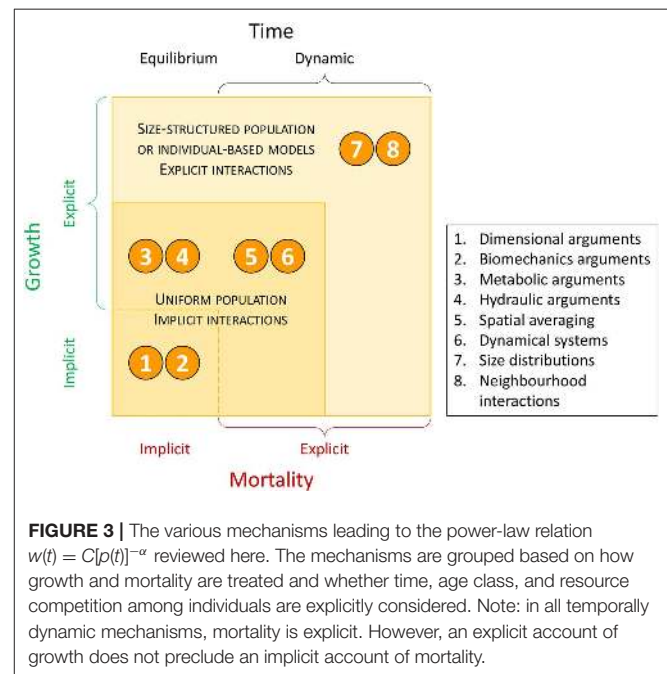 Time
Equilibrium Dynamic
SIZE-STRUCTURED POPULATION
OR INDIVIDUAL-BASED MODELS
EXPLICIT INTERACTIONS
7 8
Growth
Explicit
3 4 5 6
UNIFORM POPULATION
IMPLICIT INTERACTIONS
Implicit
1 2
Implicit Explicit
Mortality
1. Dimensional arguments
2. Biomechanics arguments
3. Metabolic arguments
4. Hydraulic arguments
5. Spatial averaging
6. Dynamical systems
7. Size distributions
8. Neighbourhood
interactions
FIGURE 3 | The various mechanisms leading to the power-law relation
w(t) = C[p(t)]^−α reviewed here. The mechanisms are grouped based on how
growth and mortality are treated and whether time, age class, and resource
competition among individuals are explicitly considered. Note: in all temporally
dynamic mechanisms, mortality is explicit. However, an explicit account of
growth does not preclude an implicit account of mortality.